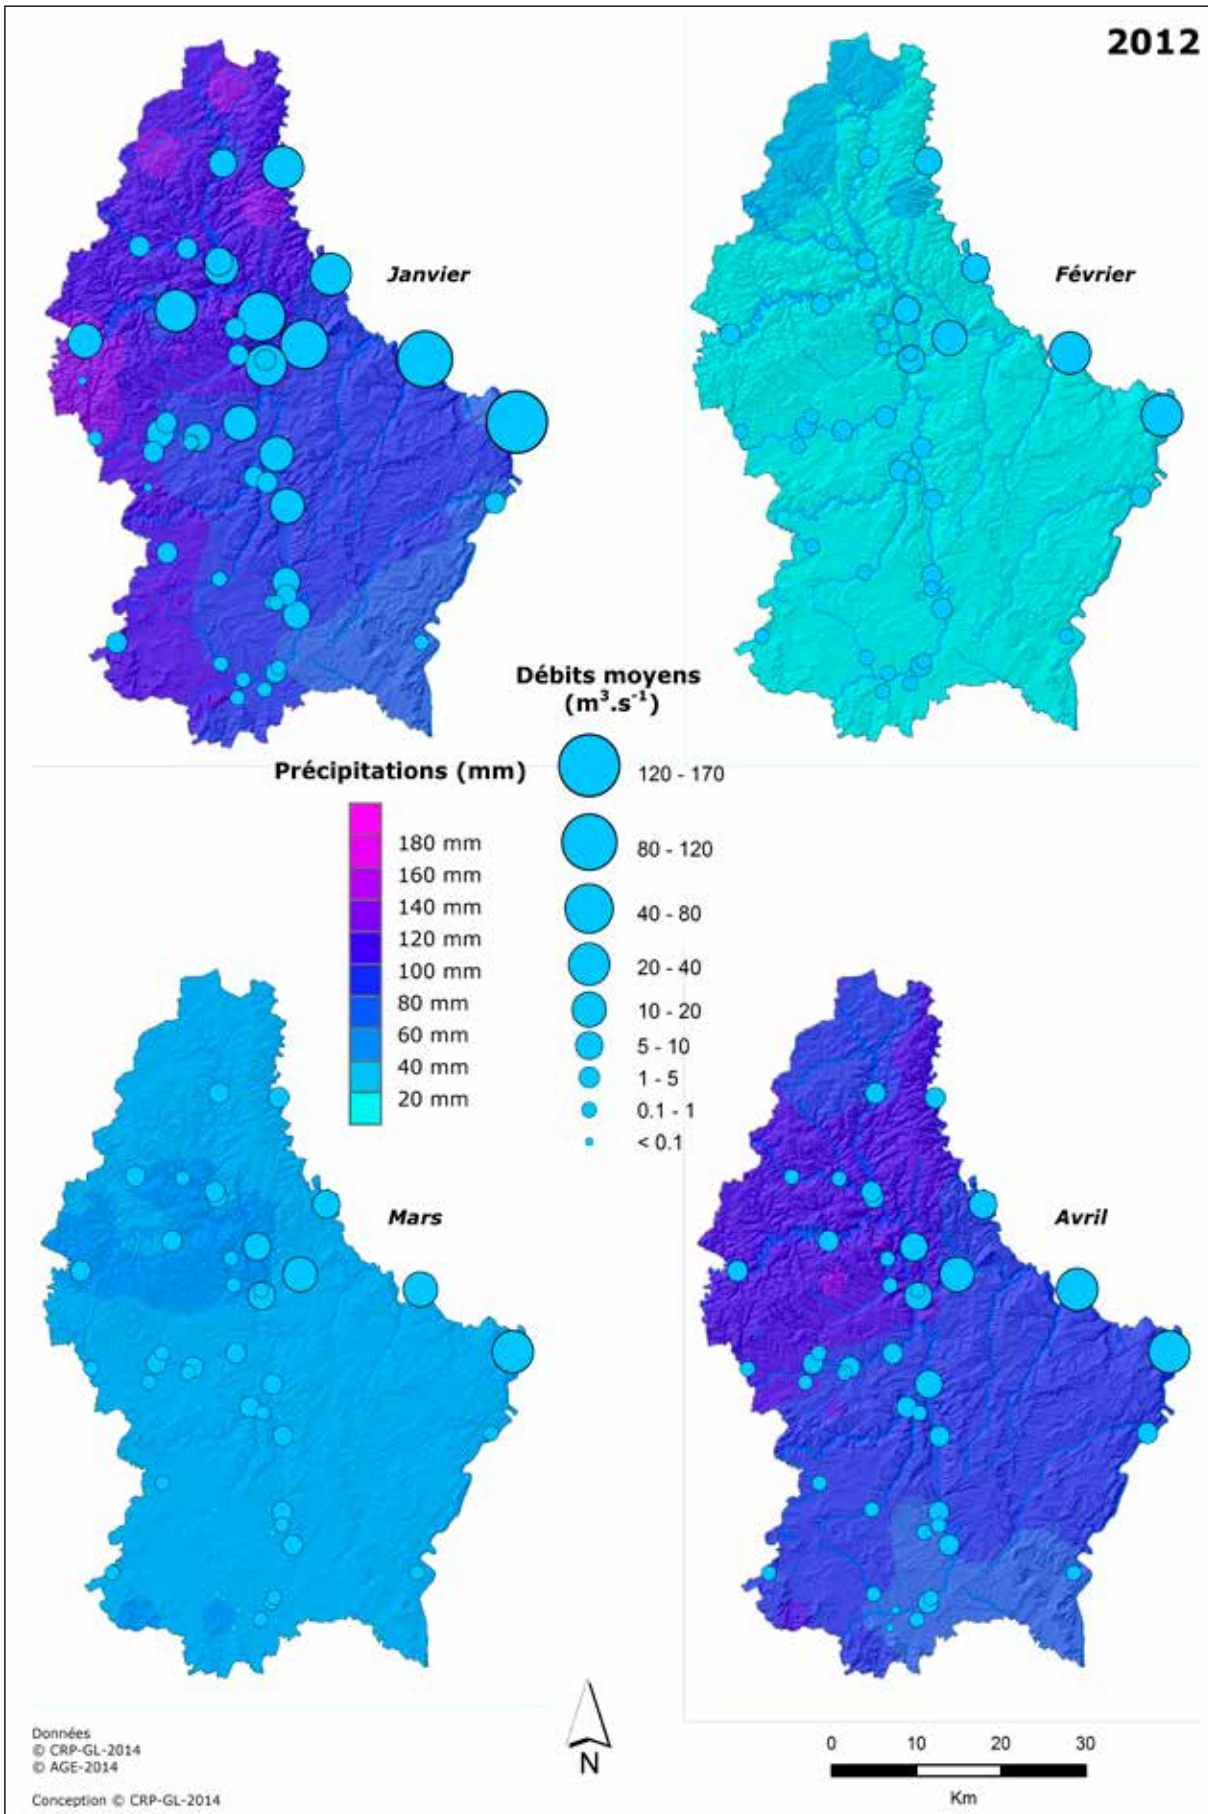 2012
Janvier
Février
Débits moyens
(m³.s⁻¹)
Précipitations (mm)
180 mm
160 mm
140 mm
120 mm
100 mm
80 mm
60 mm
40 mm
20 mm
120 - 170
80 - 120
40 - 80
20 - 40
10 - 20
5 - 10
1 - 5
0.1 - 1
< 0.1
Mars
Avril
Données
© CRP-GL-2014
© AGE-2014
Conception © CRP-GL-2014
N
0 10 20 30
Km